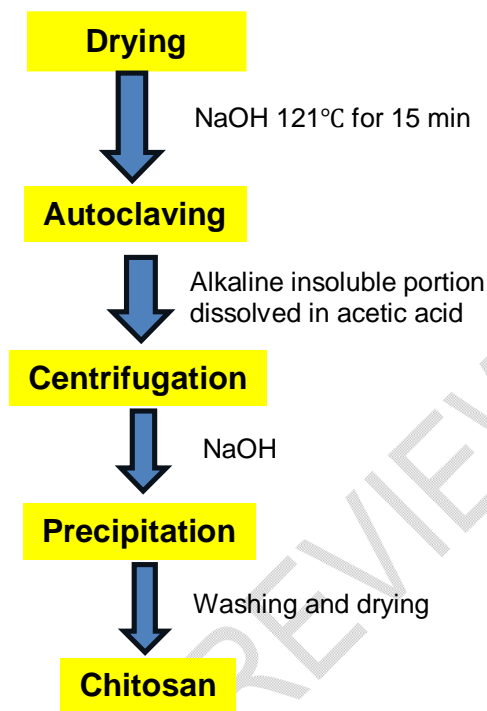 Drying
NaOH 121℃ for 15 min
Autoclaving
Alkaline insoluble portion
dissolved in acetic acid
Centrifugation
NaOH
Precipitation
Washing and drying
Chitosan
REVIEW